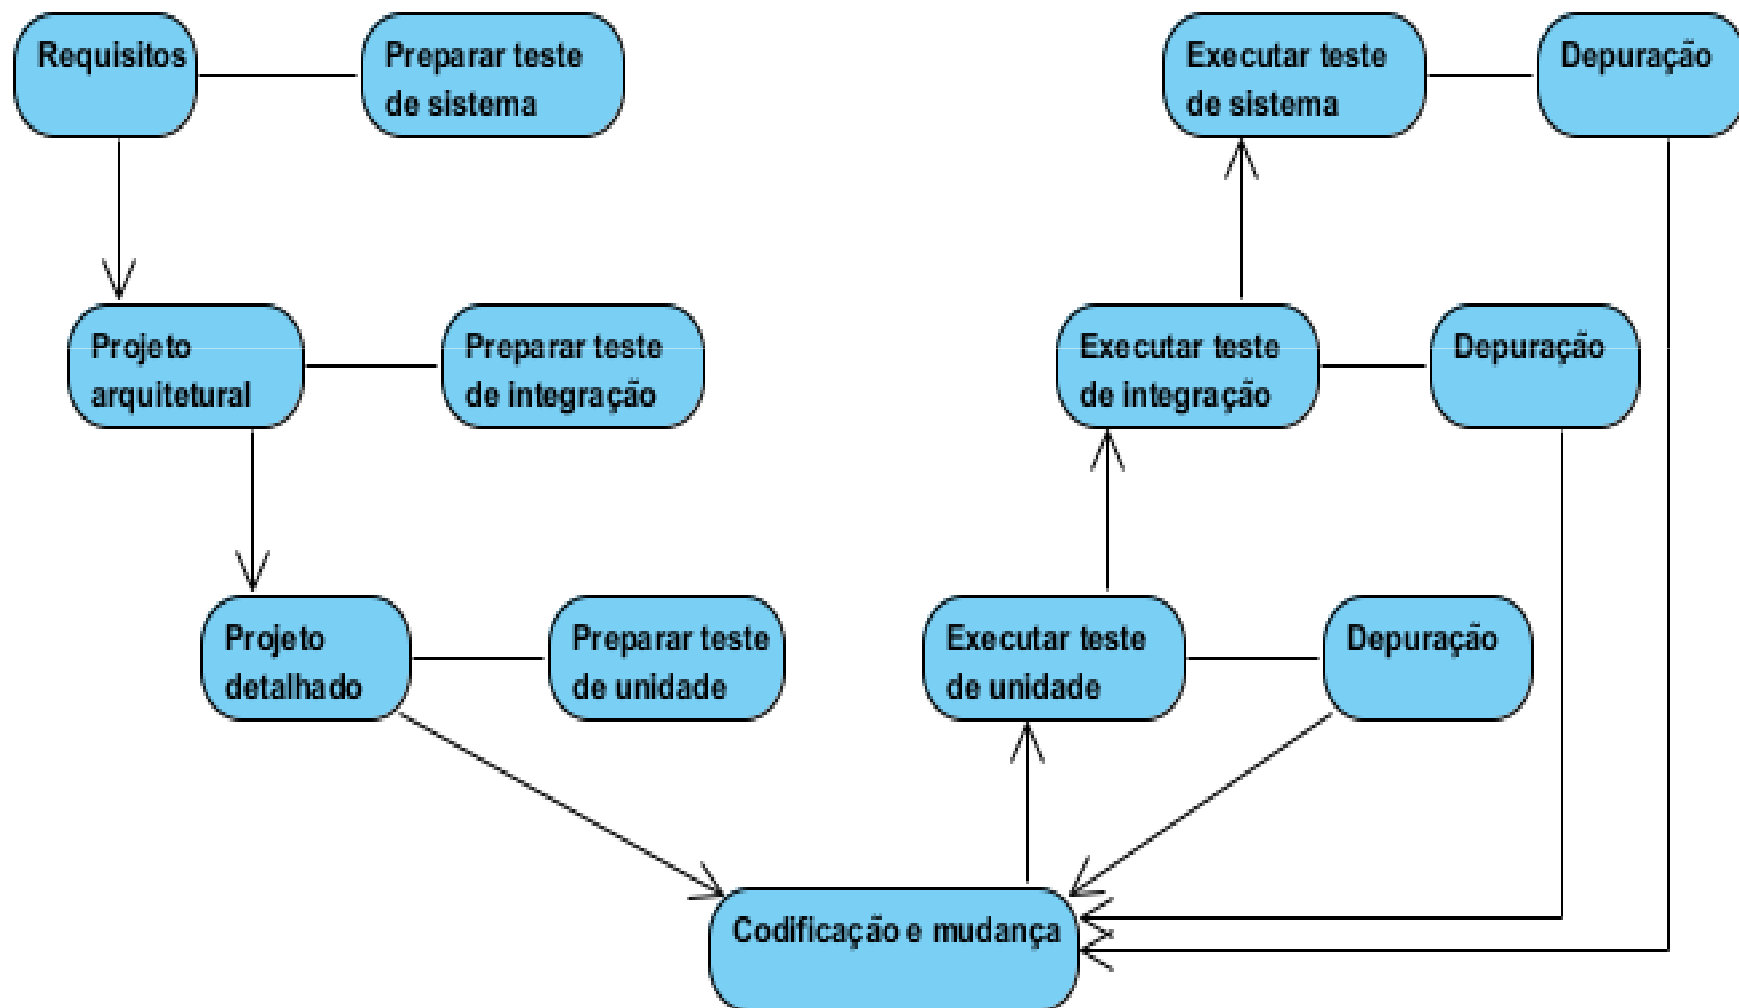 Requisitos
Preparar teste
de sistema
Executar teste
de sistema
Depuração
Projeto
arquitetural
Preparar teste
de integração
Executar teste
de integração
Depuração
Projeto
detalhado
Preparar teste
de unidade
Executar teste
de unidade
Depuração
Codificação e mudança